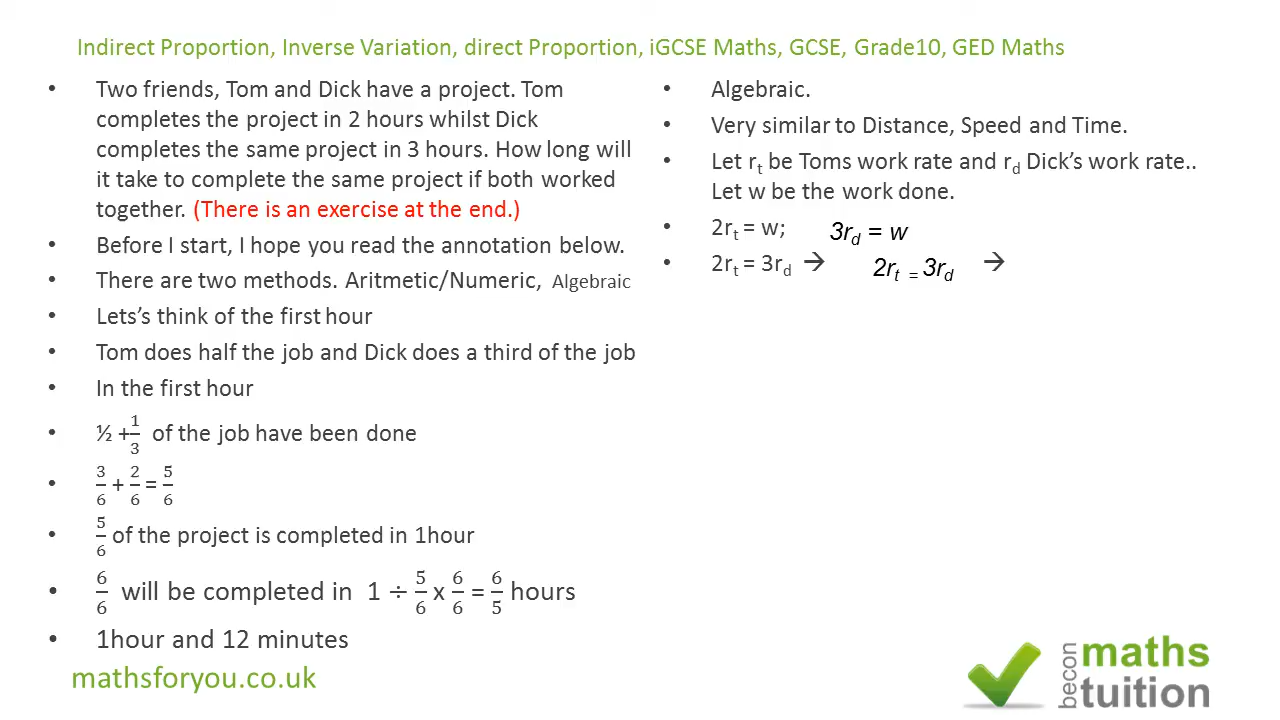 Indirect Proportion, Inverse Variation, direct Proportion, iGCSE Maths, GCSE, Grade10, GED Maths
• Two friends, Tom and Dick have a project. Tom
completes the project in 2 hours whilst Dick
completes the same project in 3 hours. How long will
it take to complete the same project if both worked
together. (There is an exercise at the end.)
• Before I start, I hope you read the annotation below.
• There are two methods. Aritmetic/Numeric, Algebraic
• Lets's think of the first hour
• Tom does half the job and Dick does a third of the job
• In the first hour
• ½ + 1/3 of the job have been done
• 3/6 + 2/6 = 5/6
• 5/6 of the project is completed in 1hour
• 6/6 will be completed in 1 ÷ 5/6 x 6/6 = 6/5 hours
• 1hour and 12 minutes
mathsforyou.co.uk
• Algebraic.
• Very similar to Distance, Speed and Time.
• Let rt be Toms work rate and rd Dick's work rate..
Let w be the work done.
• 2rt = w; 3rd = w
• 2rt = 3rd → 2rt = 3rd →
becon
maths
tuition